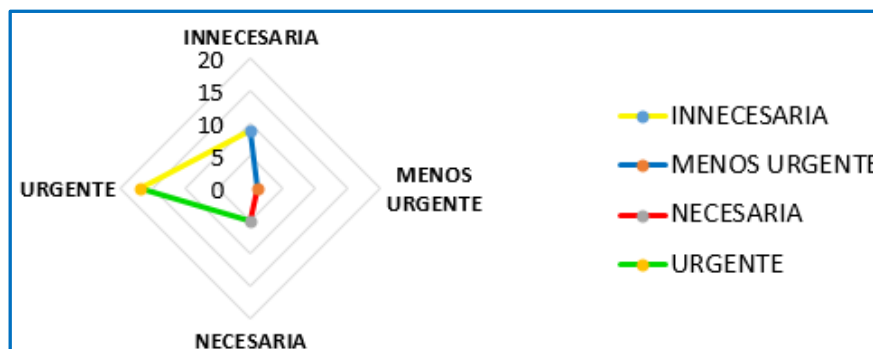 INNECESARIA
20
15
10
5
0
URGENTE
MENOS
URGENTE
NECESARIA
INNECESARIA
MENOS URGENTE
NECESARIA
URGENTE